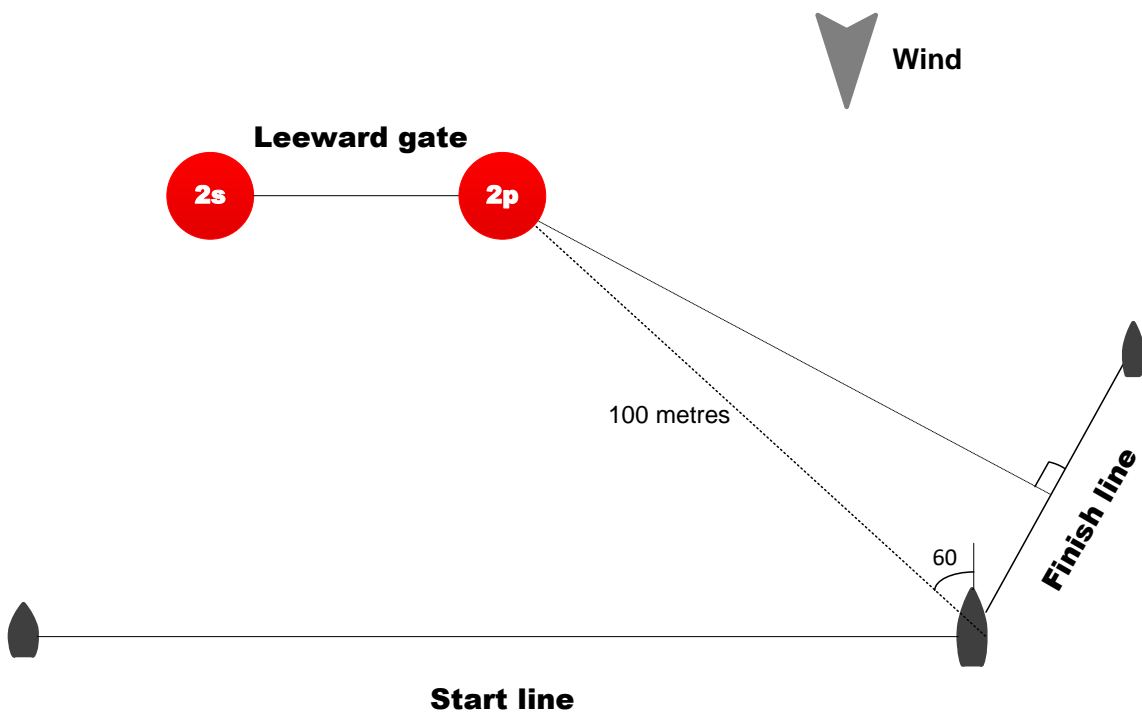 Wind
Leeward gate
2s
2p
100 metres
60
Finish line
Start line